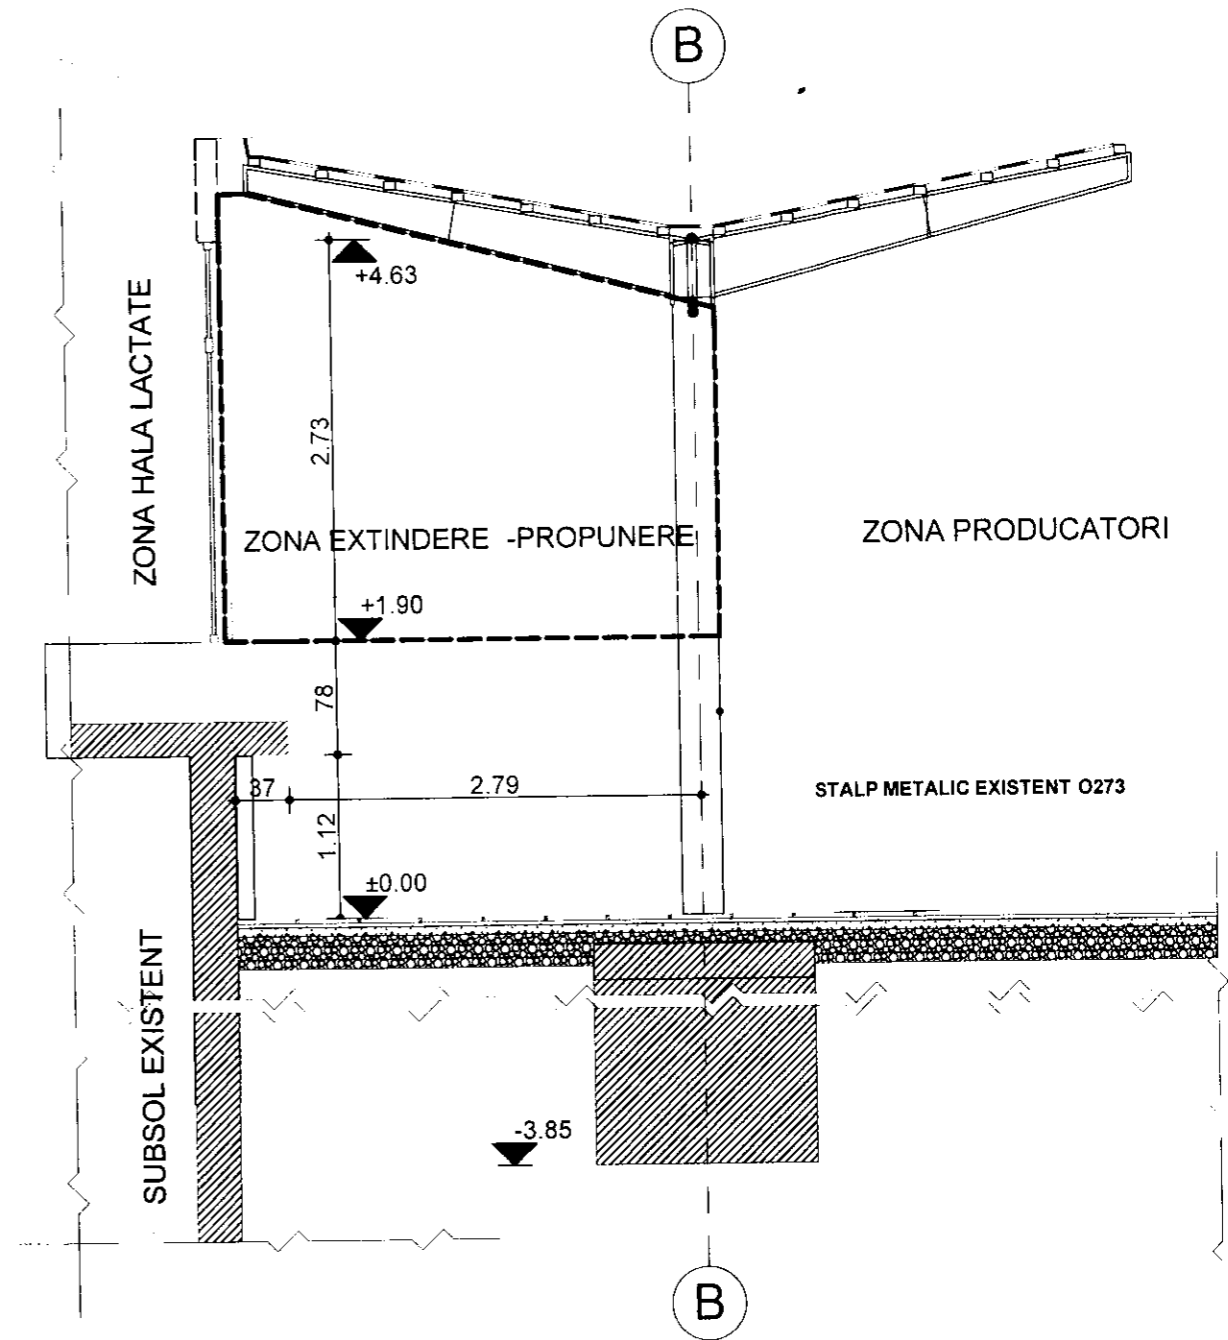 B
+4.63
ZONA HALA LACTATE
2.73
ZONA EXTINDERE -PROPUNERE
ZONA PRODUCATORI
+1.90
78
37
2.79
STALP METALIC EXISTENT O273
1.12
±0.00
SUBSOL EXISTENT
-3.85
B